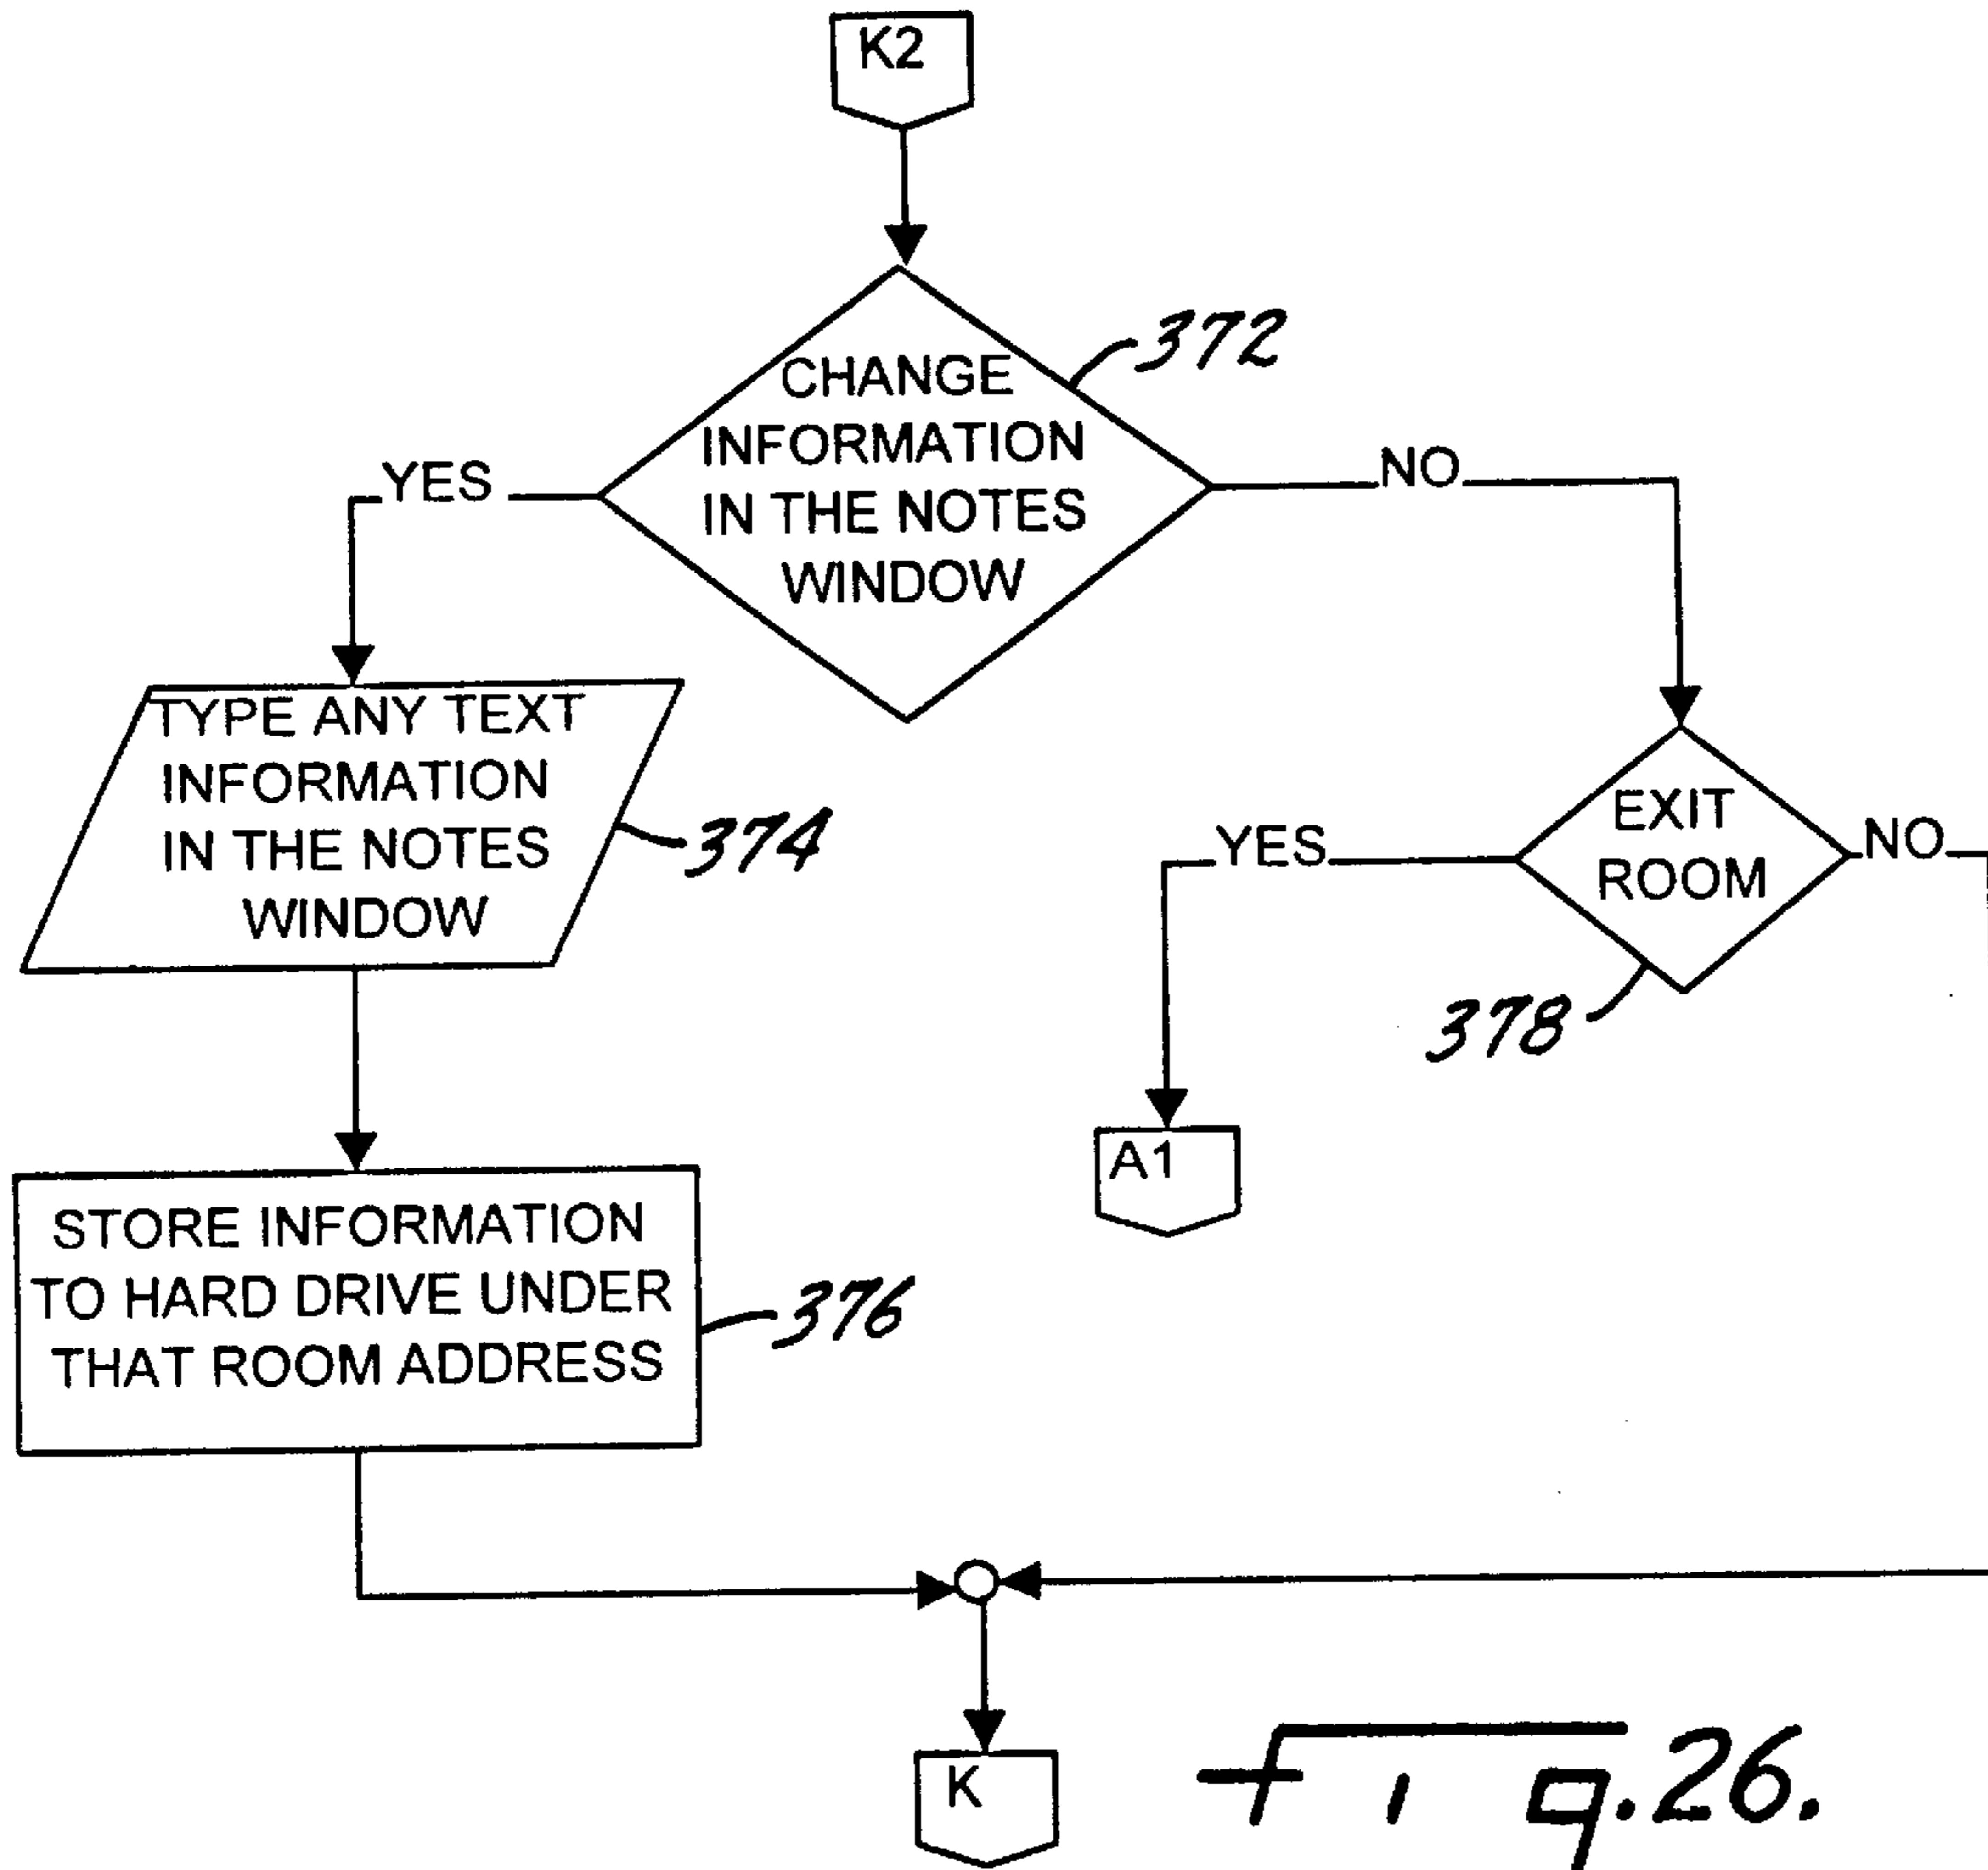 K2
CHANGE
INFORMATION
IN THE NOTES
WINDOW
372
YES
NO
TYPE ANY TEXT
INFORMATION
IN THE NOTES
WINDOW
374
EXIT
ROOM
YES
NO
378
A1
STORE INFORMATION
TO HARD DRIVE UNDER
THAT ROOM ADDRESS
376
K
Fig.26.